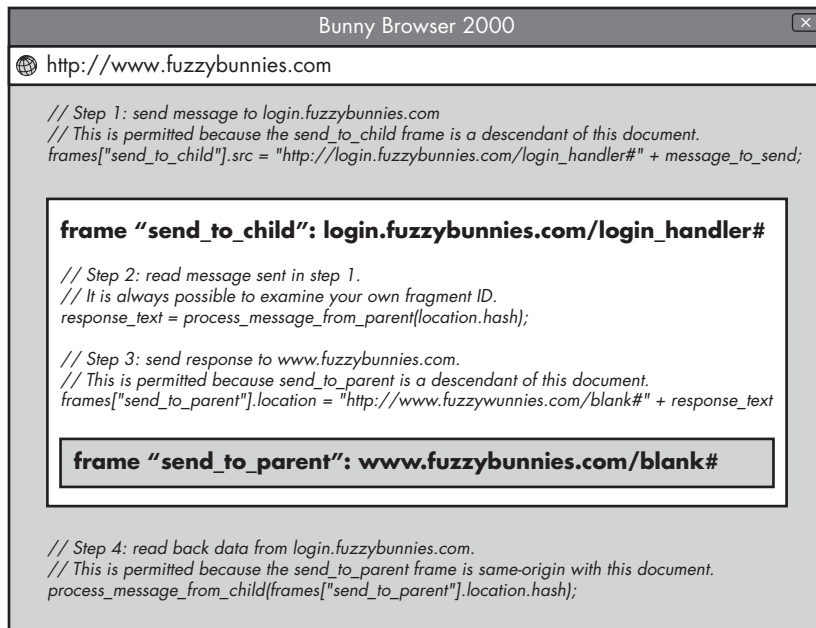 Bunny Browser 2000
http://www.fuzzybunnies.com
// Step 1: send message to login.fuzzybunnies.com
// This is permitted because the send_to_child frame is a descendant of this document.
frames["send_to_child"].src = "http://login.fuzzybunnies.com/login_handler#" + message_to_send;
frame “send_to_child”: login.fuzzybunnies.com/login_handler#
// Step 2: read message sent in step 1.
// It is always possible to examine your own fragment ID.
response_text = process_message_from_parent(location.hash);
// Step 3: send response to www.fuzzybunnies.com.
// This is permitted because send_to_parent is a descendant of this document.
frames["send_to_parent"].location = "http://www.fuzzywunnies.com/blank#" + response_text
frame “send_to_parent”: www.fuzzybunnies.com/blank#
// Step 4: read back data from login.fuzzybunnies.com.
// This is permitted because the send_to_parent frame is same-origin with this document.
process_message_from_child(frames["send_to_parent"].location.hash);